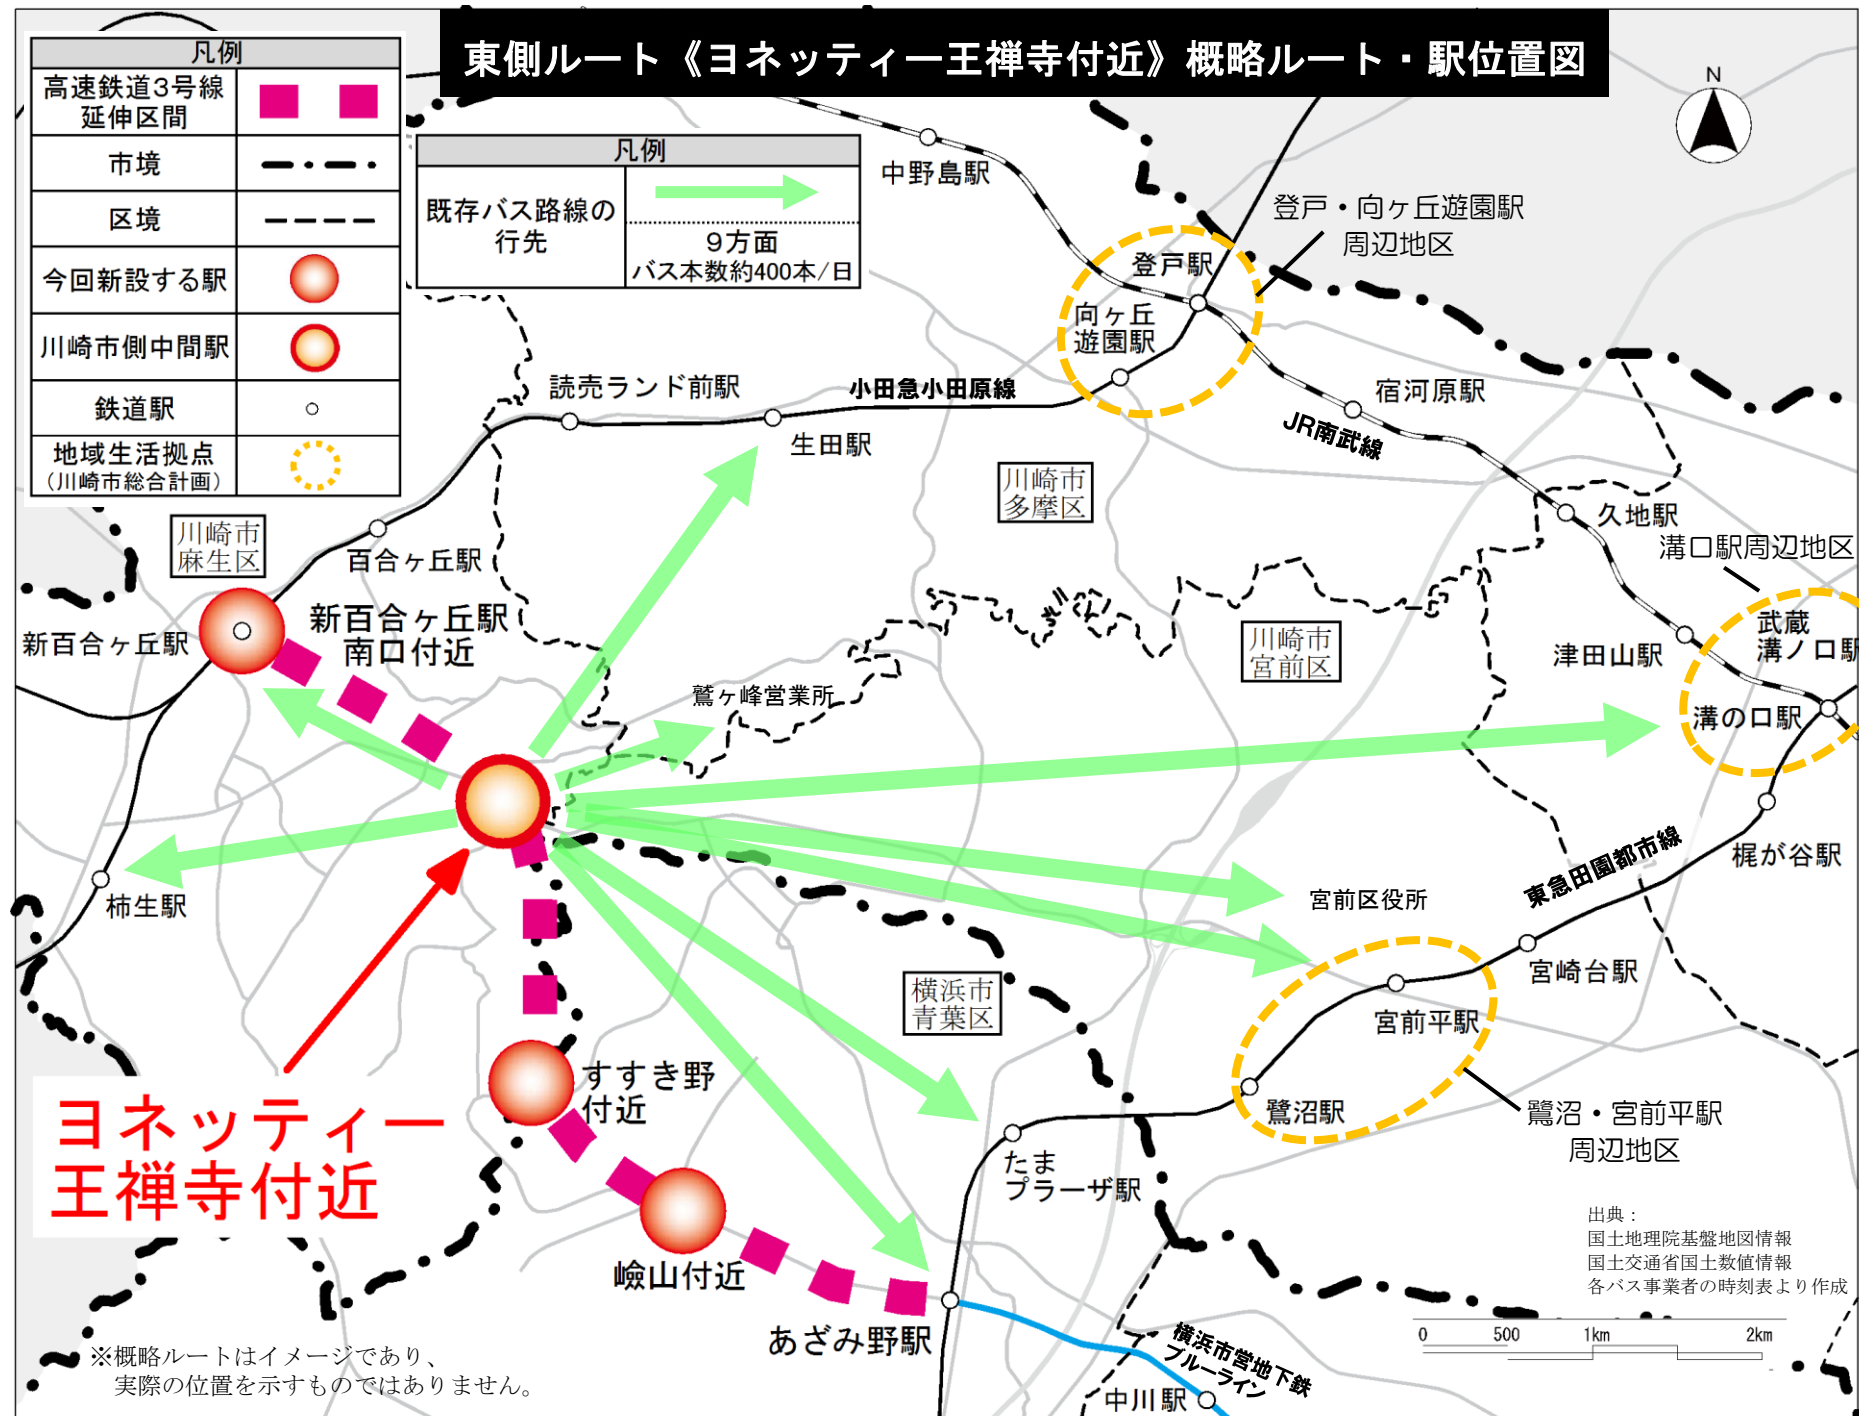 東側ルート《ヨネッティー王禅寺付近》概略ルート・駅位置図
凡例
高速鉄道3号線
延伸区間
市境
区境
今回新設する駅
川崎市側中間駅
鉄道駅
地域生活拠点
(川崎市総合計画)
凡例
既存バス路線の
行先
9方面
バス本数約400本/日
N
中野島駅
登戸・向ヶ丘遊園駅
周辺地区
登戸駅
向ヶ丘
遊園駅
読売ランド前駅
小田急小田原線
生田駅
宿河原駅
JR南武線
川崎市
多摩区
久地駅
溝口駅周辺地区
川崎市
麻生区
百合ヶ丘駅
新百合ヶ丘駅
新百合ヶ丘駅
南口付近
川崎市
宮前区
津田山駅
武蔵
溝ノ口駅
溝の口駅
鷲ヶ峰営業所
梶が谷駅
東急田園都市線
柿生駅
宮前区役所
宮崎台駅
横浜市
青葉区
宮前平駅
鷺沼駅
鷺沼・宮前平駅
周辺地区
すすき野
付近
ヨネッティー
王禅寺付近
たま
プラーザ駅
嶮山付近
あざみ野駅
横浜市営地下鉄
ブルーライン
中川駅
出典:
国土地理院基盤地図情報
国土交通省国土数値情報
各バス事業者の時刻表より作成
0 500 1km 2km
※概略ルートはイメージであり、
実際の位置を示すものではありません。